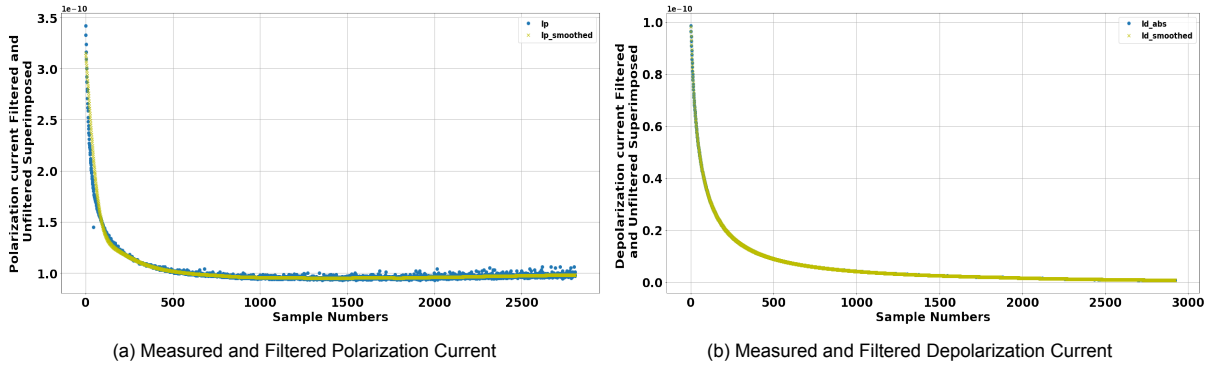 1e−10
3.5
3.0
2.5
2.0
1.5
1.0
Polarization current Filtered and
Unfiltered Superimposed
Ip
Ip_smoothed
0 500 1000 1500 2000 2500
Sample Numbers
(a) Measured and Filtered Polarization Current
1e−10
1.0
0.8
0.6
0.4
0.2
0.0
Depolarization current Filtered
and Unfiltered Superimposed
Id_abs
Id_smoothed
0 500 1000 1500 2000 2500 3000
Sample Numbers
(b) Measured and Filtered Depolarization Current